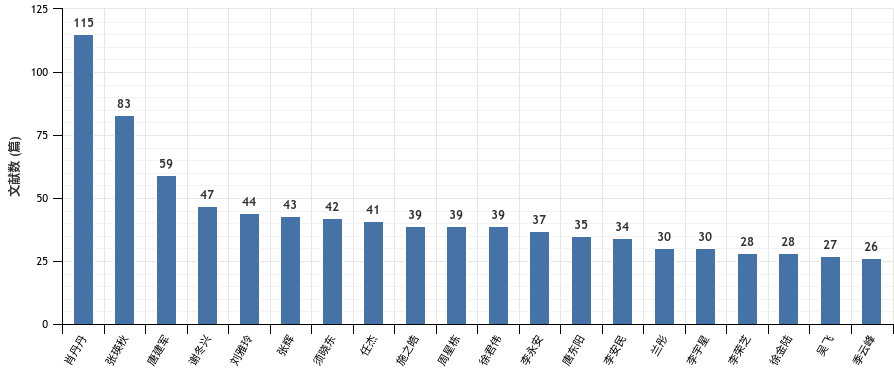 文献数 (篇)
125
100
75
50
25
0
115
83
59
47
44
43
42
41
39
39
39
37
35
34
30
30
28
28
27
26
肖丹丹
张瑛秋
唐建军
谢冬兴
刘雅玲
张辉
须晓东
任杰
施之皓
周星栋
徐君伟
李永安
唐东阳
李安民
兰彤
李宇星
李荣芝
徐金陆
吴飞
季云峰